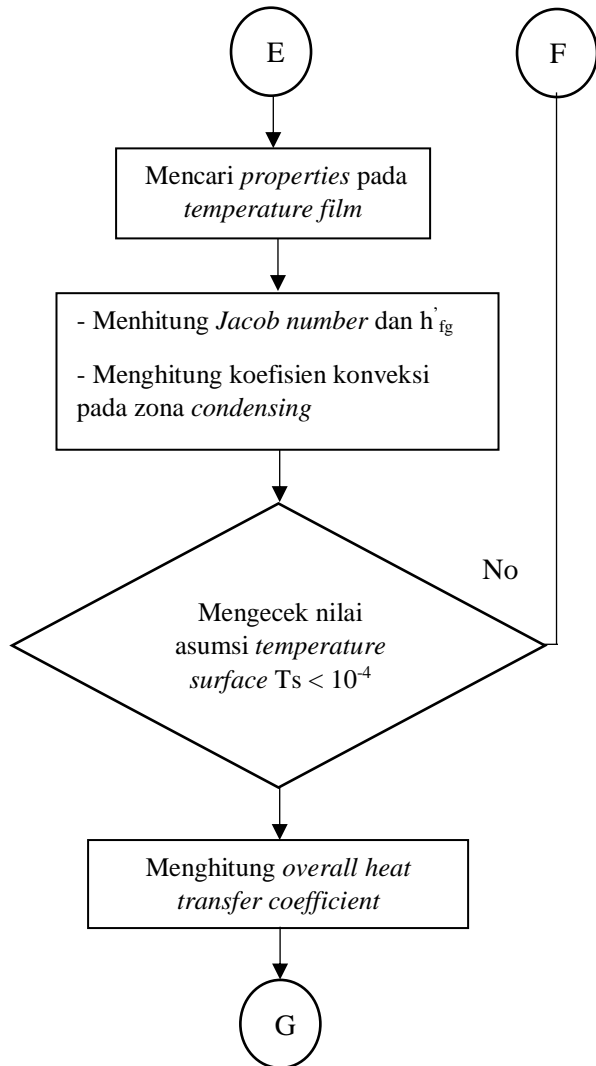 E
F
Mencari properties pada
temperature film
- Menhitung Jacob number dan h'fg
- Menghitung koefisien konveksi
pada zona condensing
No
Mengecek nilai
asumsi temperature
surface Ts < 10-4
Menghitung overall heat
transfer coefficient
G